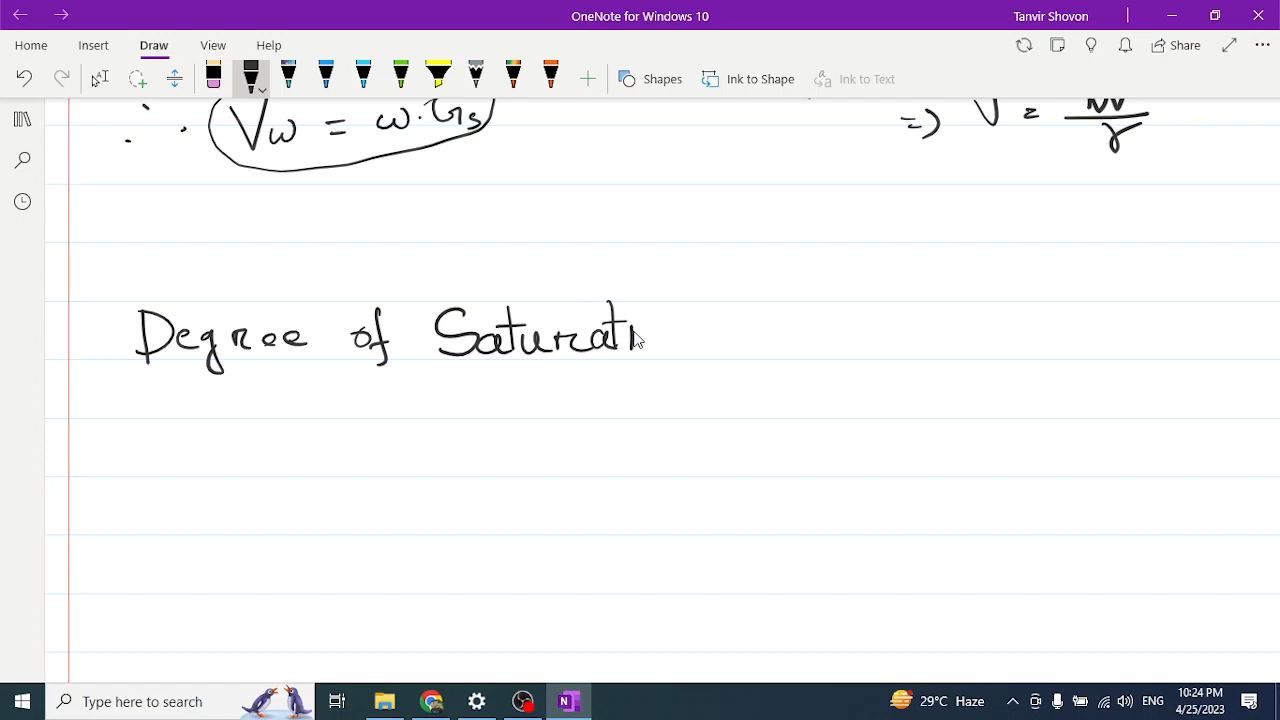 OneNote for Windows 10
Tanvir Shovon
Home Insert Draw View Help
Share
Shapes
Ink to Shape
Ink to Text
∴ Vω = ω.Gs
=> V = W/γ
Degree of Saturati
Type here to search
29°C Haze
ENG
10:24 PM
4/25/2023